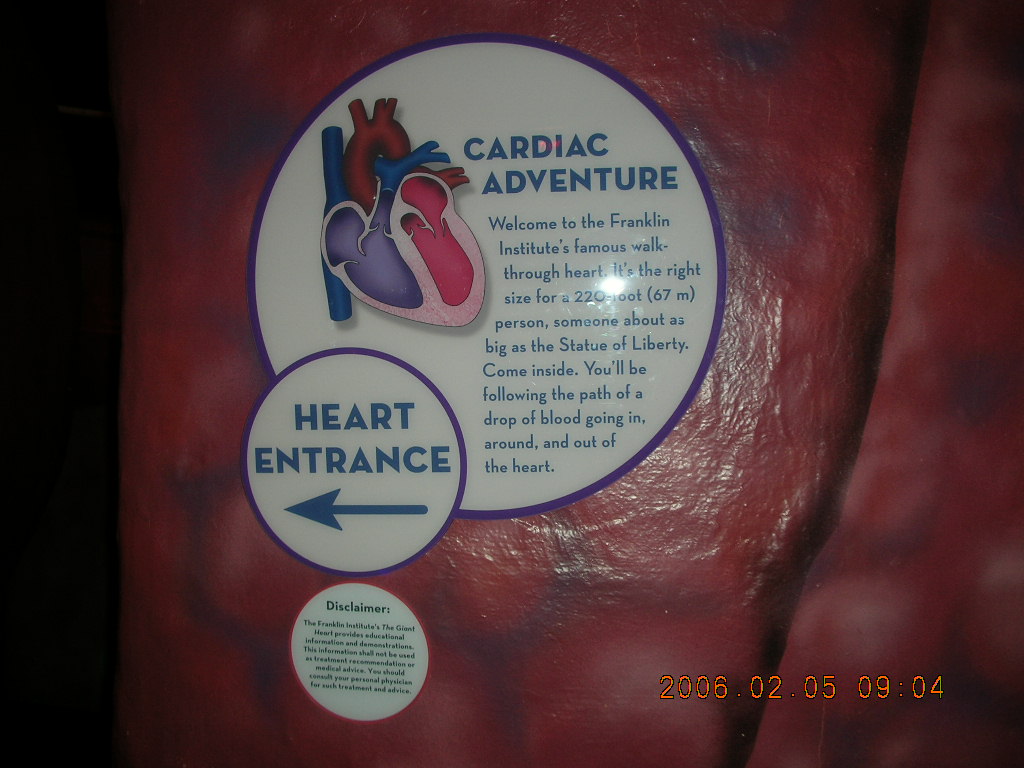 CARDIAC
ADVENTURE
Welcome to the Franklin
Institute's famous walk-
through heart. It's the right
size for a 220-foot (67 m)
person, someone about as
big as the Statue of Liberty.
Come inside. You'll be
following the path of a
drop of blood going in,
around, and out of
the heart.
HEART
ENTRANCE
Disclaimer:
The Franklin Institute's The Giant
Heart provides educational
information and demonstrations.
This information shall not be used
as treatment recommendation or
medical advice. You should
consult your personal physician
for such treatment and advice.
2006.02.05 09:04